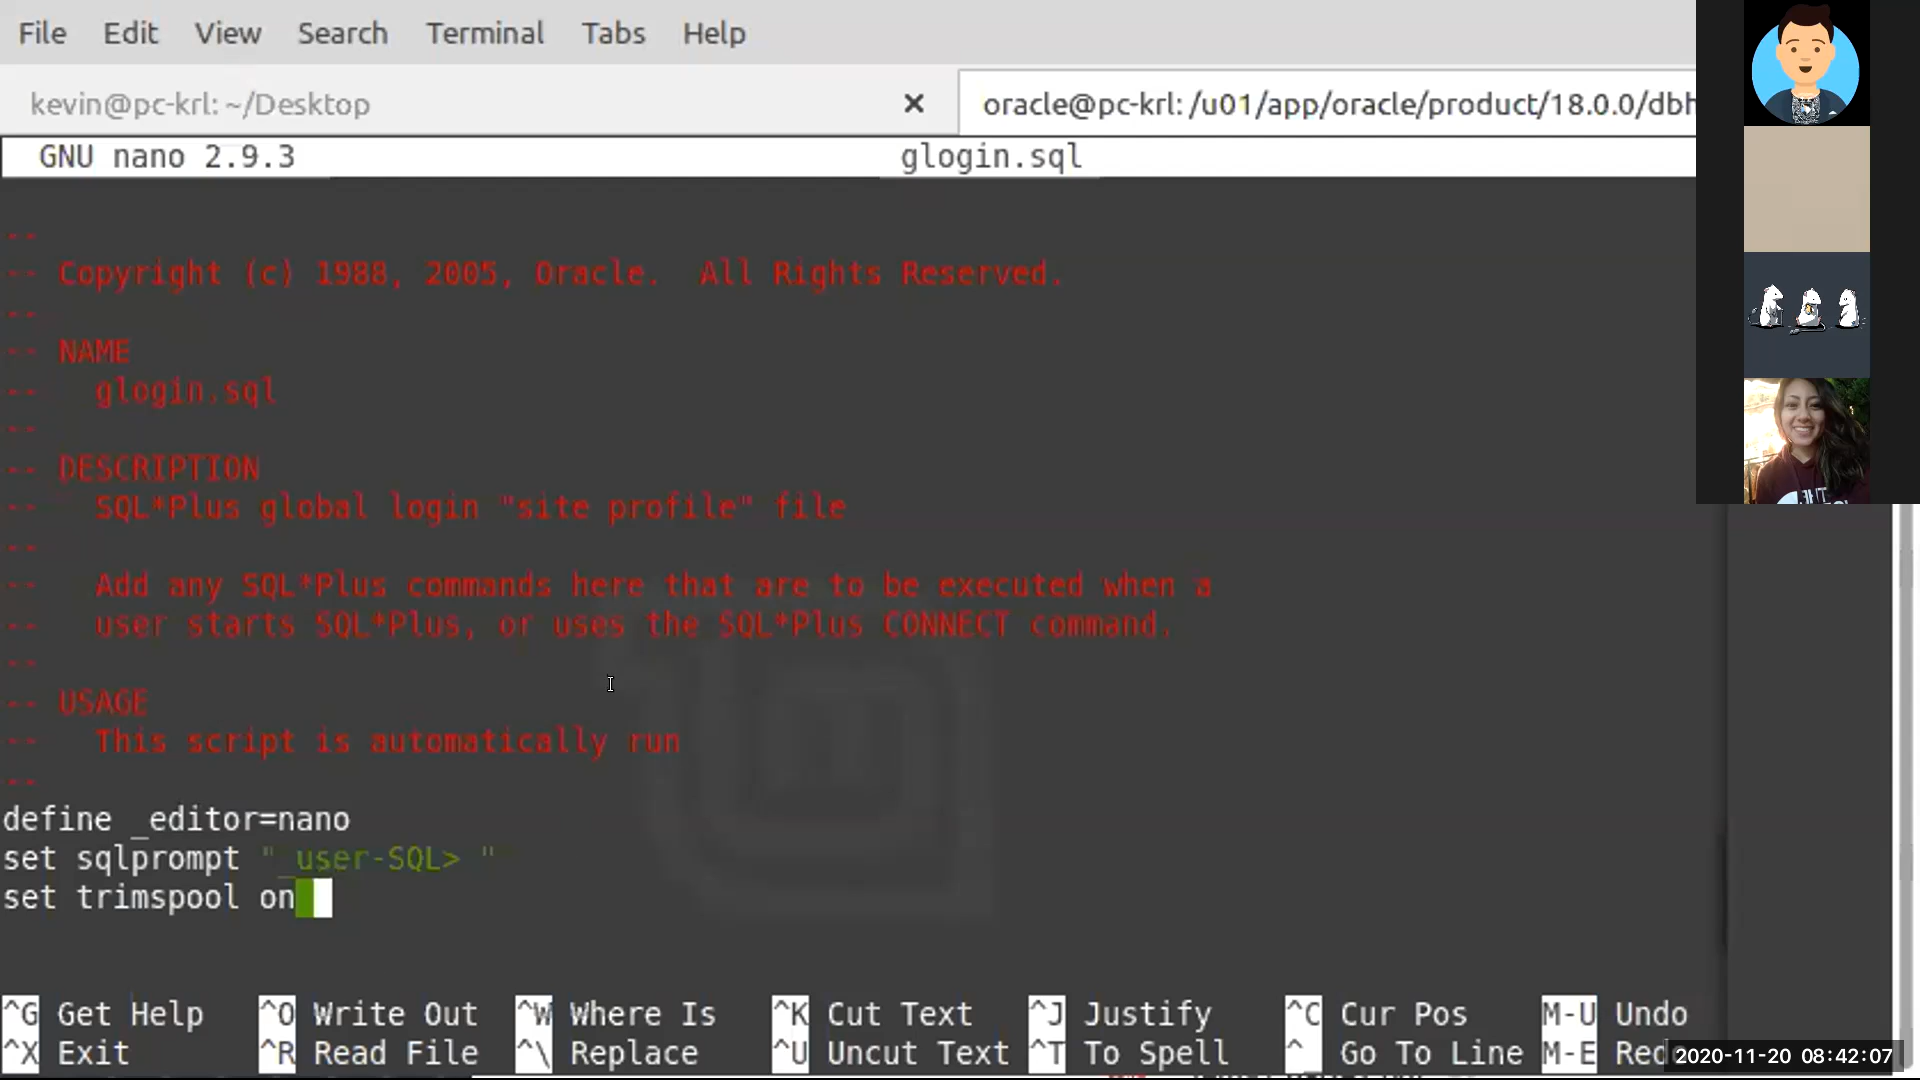 File Edit View Search Terminal Tabs Help
kevin@pc-krl: ~/Desktop × oracle@pc-krl: /u01/app/oracle/product/18.0.0/dbh
GNU nano 2.9.3 glogin.sql
--
-- Copyright (c) 1988, 2005, Oracle.  All Rights Reserved.
--
-- NAME
--   glogin.sql
--
-- DESCRIPTION
--   SQL*Plus global login "site profile" file
--
--   Add any SQL*Plus commands here that are to be executed when a
--   user starts SQL*Plus, or uses the SQL*Plus CONNECT command.
--
-- USAGE
--   This script is automatically run
--
define _editor=nano
set sqlprompt "_user-SQL> "
set trimspool on
^G Get Help ^O Write Out ^W Where Is ^K Cut Text ^J Justify ^C Cur Pos M-U Undo
^X Exit ^R Read File ^\ Replace ^U Uncut Text ^T To Spell ^_ Go To Line M-E Redo
2020-11-20 08:42:07